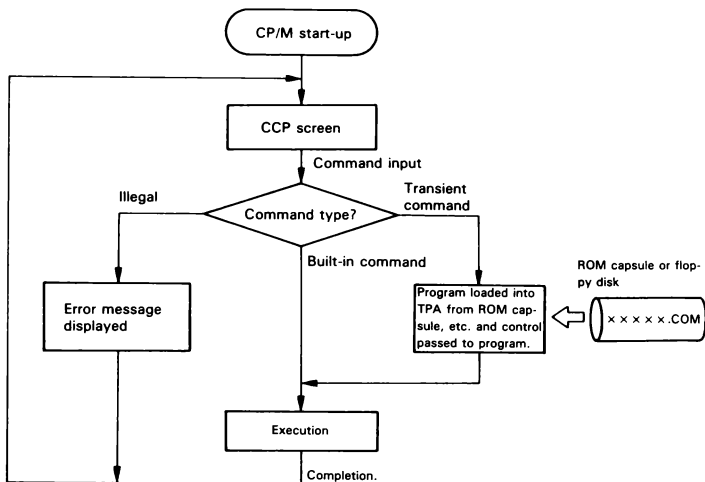 CP/M start-up
CCP screen
Command input
Illegal
Transient
command
Command type?
Built-in command
ROM capsule or flop-
py disk
Error message
displayed
Program loaded into
TPA from ROM cap-
sule, etc. and control
passed to program.
×××××.COM
Execution
Completion.